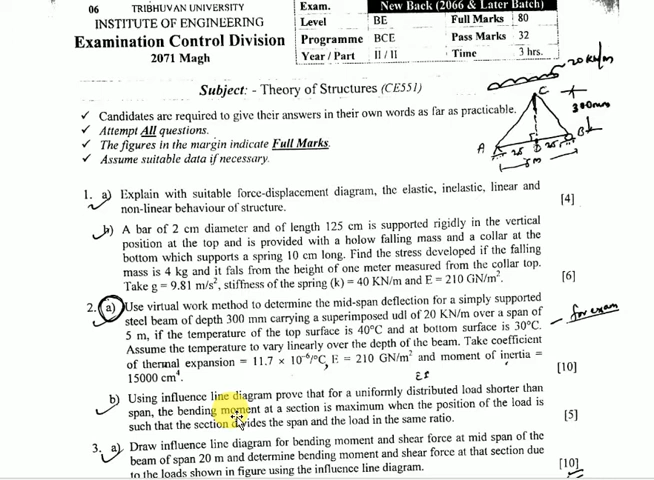 06 TRIBHUVAN UNIVERSITY
INSTITUTE OF ENGINEERING
Examination Control Division
2071 Magh
Exam. New Back (2066 & Later Batch)
Level BE Full Marks 80
Programme BCE Pass Marks 32
Year / Part II / II Time 3 hrs.
Subject: - Theory of Structures (CE551)
✓ Candidates are required to give their answers in their own words as far as practicable.
✓ Attempt All questions.
✓ The figures in the margin indicate Full Marks.
✓ Assume suitable data if necessary.
20 KN/m
C
300mm
A
B
D
25
25
5m
1. a) Explain with suitable force-displacement diagram, the elastic, inelastic, linear and
non-linear behaviour of structure. [4]
b) A bar of 2 cm diameter and of length 125 cm is supported rigidly in the vertical
position at the top and is provided with a holow falling mass and a collar at the
bottom which supports a spring 10 cm long. Find the stress developed if the falling
mass is 4 kg and it fals from the height of one meter measured from the collar top.
Take g = 9.81 m/s², stiffness of the spring (k) = 40 KN/m and E = 210 GN/m². [6]
2. a) Use virtual work method to determine the mid-span deflection for a simply supported
steel beam of depth 300 mm carrying a superimposed udl of 20 KN/m over a span of
5 m, if the temperature of the top surface is 40°C and at bottom surface is 30°C.
for exam
Assume the temperature to vary linearly over the depth of the beam. Take coefficient
of thermal expansion = 11.7 × 10⁻⁶/°C, E = 210 GN/m² and moment of inertia =
15000 cm⁴. [10]
b) Using influence line diagram prove that for a uniformly distributed load shorter than
span, the bending moment at a section is maximum when the position of the load is
such that the section divides the span and the load in the same ratio. [5]
3. a) Draw influence line diagram for bending moment and shear force at mid span of the
beam of span 20 m and determine bending moment and shear force at that section due
to the loads shown in figure using the influence line diagram. [10]